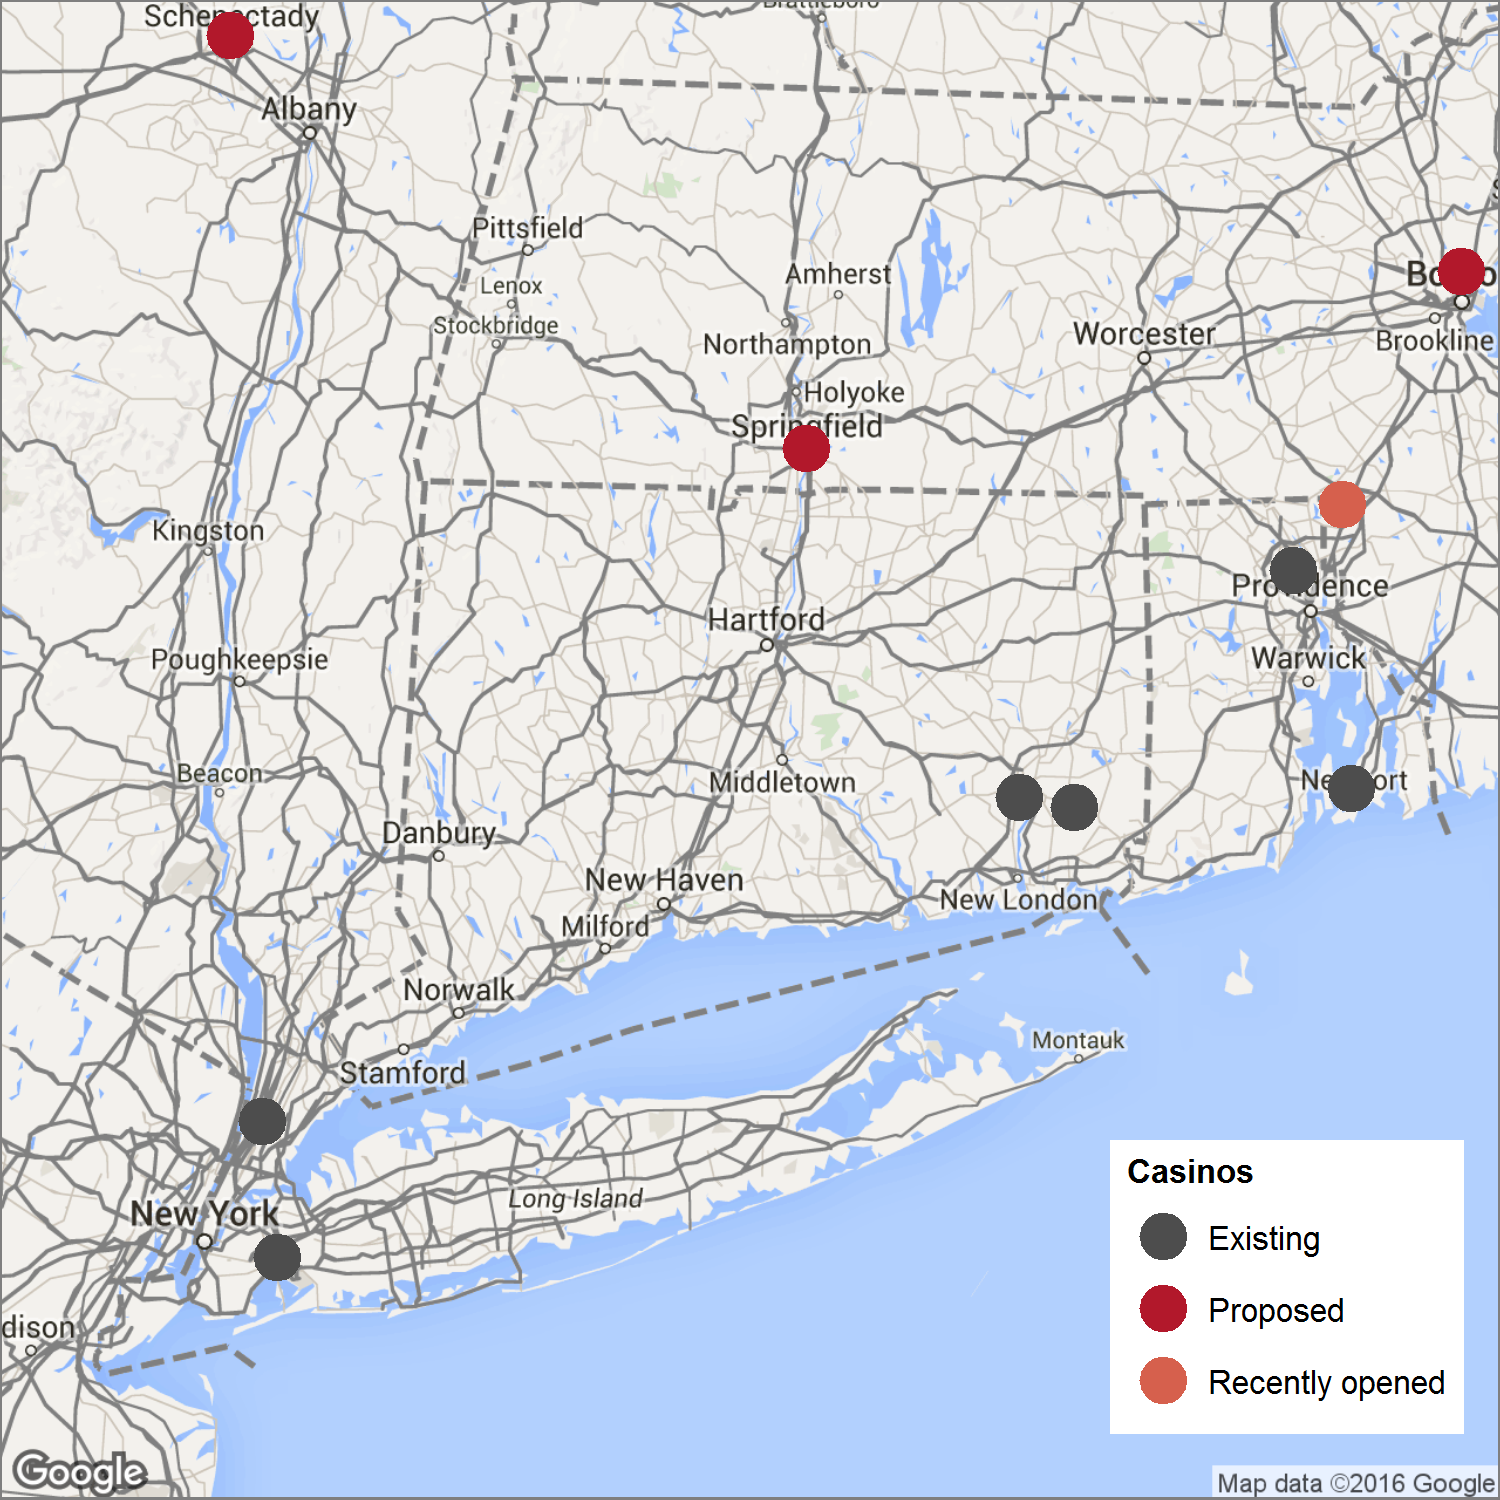 Brattleboro
Schenectady
Albany
Pittsfield
Lenox
Stockbridge
Amherst
Northampton
Holyoke
Springfield
Worcester
Brookline
Kingston
Hartford
Providence
Poughkeepsie
Warwick
Beacon
Middletown
Newport
Danbury
New Haven
New London
Milford
Norwalk
Stamford
Montauk
Long Island
New York
dison
Casinos
Existing
Proposed
Recently opened
Google
Map data ©2016 Google